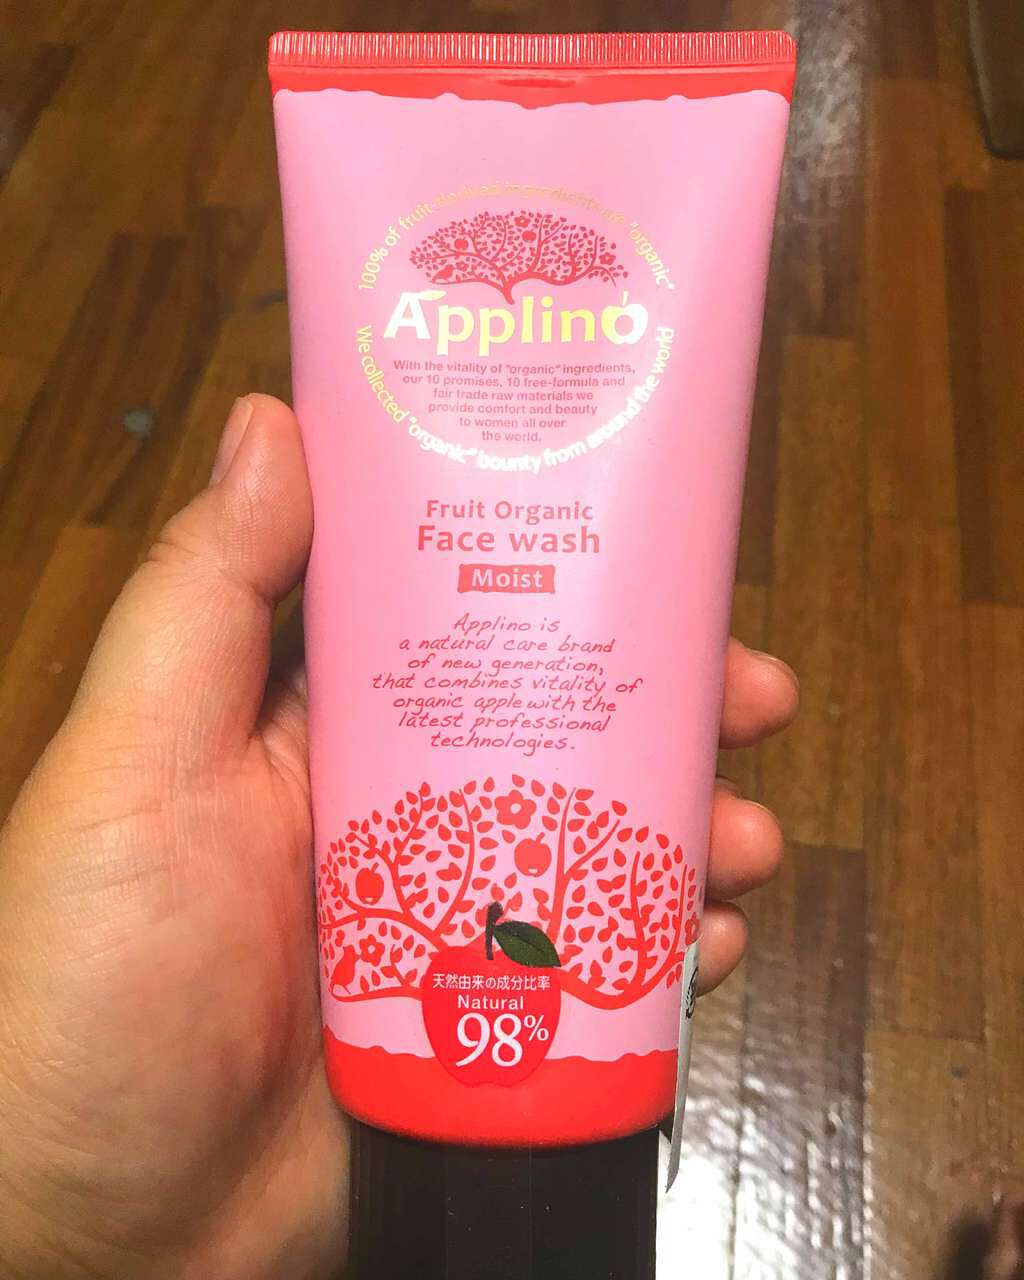 100% of fruit-derived ingredients are "organic"
Applino
With the vitality of "organic" ingredients,
our 10 promises, 10 free-formula and
fair trade raw materials we
provide comfort and beauty
to women all over
the world.
We collected "organic" bounty from around the world
Fruit Organic
Face wash
Moist
Applino is
a natural care brand
of new generation,
that combines vitality of
organic apple with the
latest professional
technologies.
天然由来の成分比率
Natural
98%